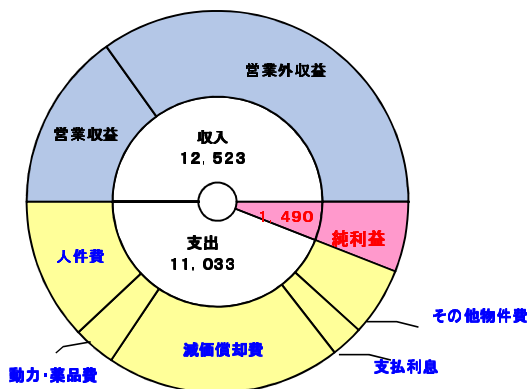 営業外収益
営業収益
収入
12,523
1,490
純利益
支出
11,033
人件費
動力・薬品費
減価償却費
支払利息
その他物件費